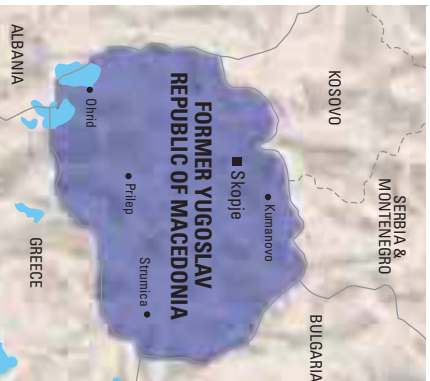 KOSOVO
SERBIA &
MONTENEGRO
ALBANIA
FORMER YUGOSLAV
REPUBLIC OF MACEDONIA
Skopje
Kumanovo
BULGARIA
Ohrid
Prilep
Strumica
GREECE